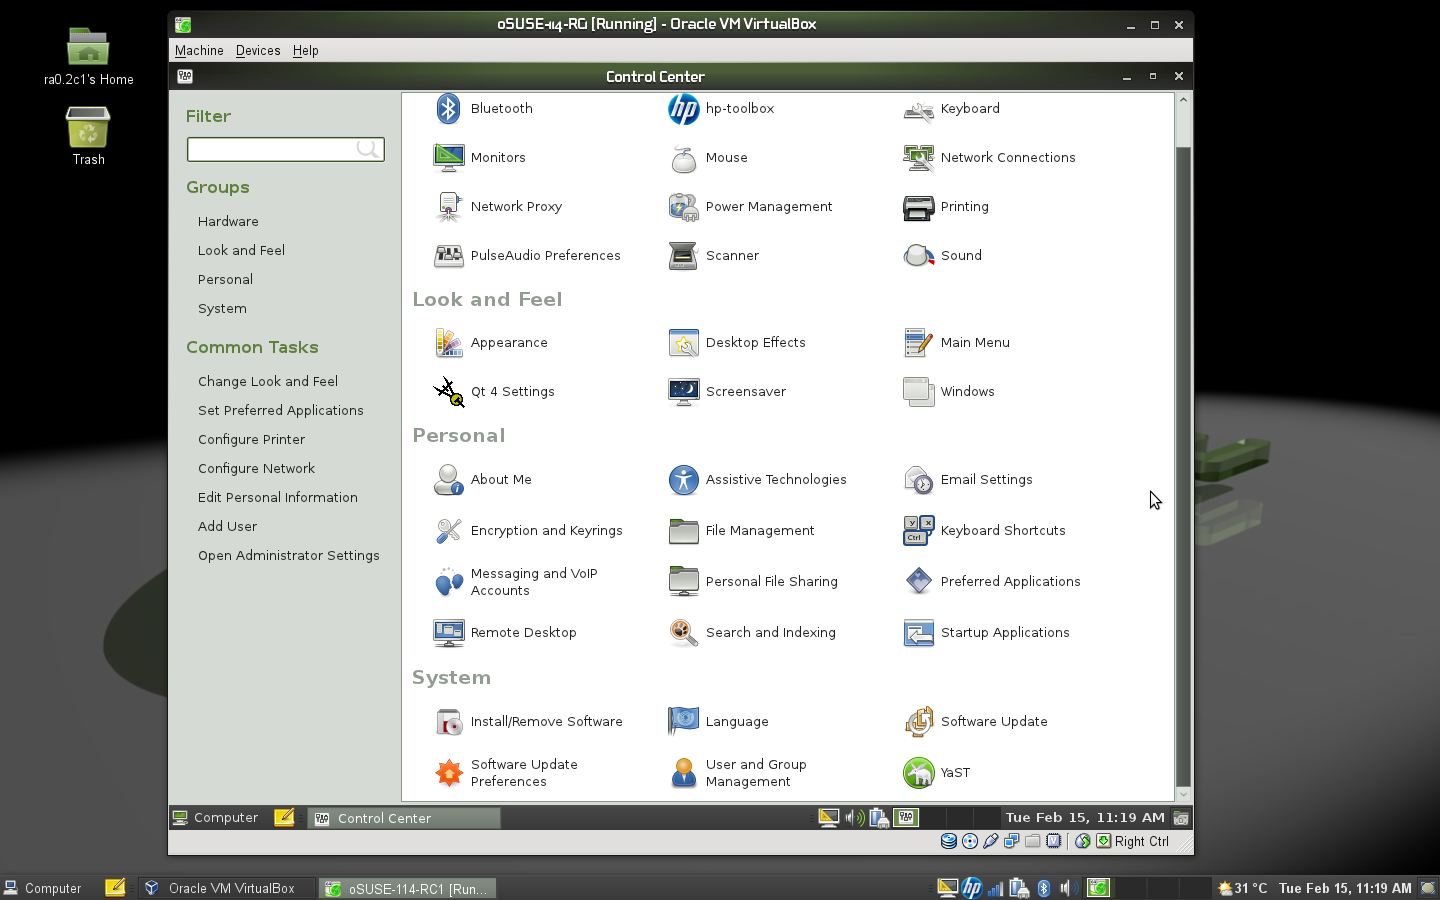 oSUSE-114-RC1 [Running] - Oracle VM VirtualBox
Machine Devices Help
Control Center
ra0.2c1's Home
Trash
Filter
Groups
Hardware
Look and Feel
Personal
System
Common Tasks
Change Look and Feel
Set Preferred Applications
Configure Printer
Configure Network
Edit Personal Information
Add User
Open Administrator Settings
Bluetooth
hp
hp-toolbox
Keyboard
Monitors
Mouse
Network Connections
Network Proxy
Power Management
Printing
PulseAudio Preferences
Scanner
Sound
Look and Feel
Appearance
Desktop Effects
Main Menu
Qt 4 Settings
Screensaver
Windows
Personal
About Me
Assistive Technologies
Email Settings
Encryption and Keyrings
File Management
Y X
Ctrl
Keyboard Shortcuts
Messaging and VoIP
Accounts
Personal File Sharing
Preferred Applications
Remote Desktop
Search and Indexing
Startup Applications
System
Install/Remove Software
Language
Software Update
Software Update
Preferences
User and Group
Management
YaST
Computer
Control Center
Tue Feb 15, 11:19 AM
Right Ctrl
Computer
Oracle VM VirtualBox
oSUSE-114-RC1 [Run...
hp
31 °C
Tue Feb 15, 11:19 AM